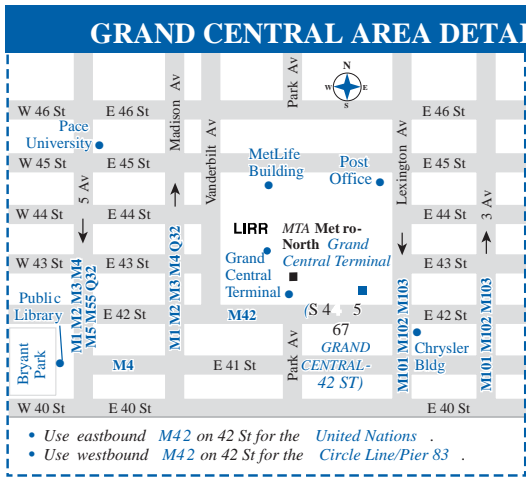 GRAND CENTRAL AREA DETAI
N
W E
S
Park Av
Madison Av
Vanderbilt Av
Lexington Av
5 Av
3 Av
W 46 St E 46 St E 46 St
Pace
University
W 45 St E 45 St E 45 St
MetLife
Building
Post
Office
W 44 St E 44 St E 44 St
LIRR
MTA Metro-
North Grand
Central Terminal
W 43 St E 43 St E 43 St
Grand
Central
Terminal
M1 M2 M3 M4
M5 M55 Q32
M1 M2 M3 M4 Q32
M101 M102 M103
M101 M102 M103
Public
Library
E 42 St M42 E 42 St
(S 4 5
67
GRAND
CENTRAL-
42 ST)
Park Av
Chrysler
Bldg
Bryant
Park
M4 E 41 St
W 40 St E 40 St E 40 St
• Use eastbound M42 on 42 St for the United Nations .
• Use westbound M42 on 42 St for the Circle Line/Pier 83 .